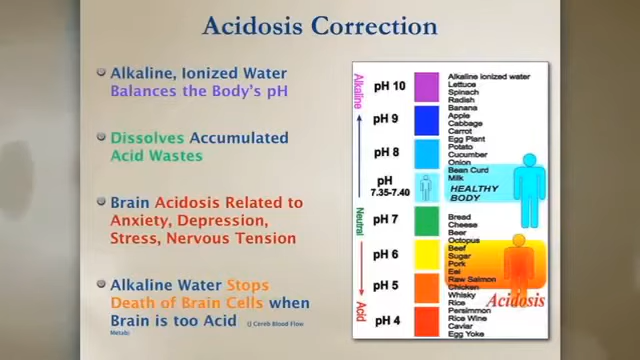 Acidosis Correction
Alkaline, Ionized Water
Balances the Body's pH
Dissolves Accumulated
Acid Wastes
Brain Acidosis Related to
Anxiety, Depression,
Stress, Nervous Tension
Alkaline Water Stops
Death of Brain Cells when
Brain is too Acid (J Cereb Blood Flow
Metab)
Alkaline
Neutral
Acid
pH 10
pH 9
pH 8
pH
7.35-7.40
pH 7
pH 6
pH 5
pH 4
Alkaline ionized water
Lettuce
Spinach
Radish
Banana
Apple
Cabbage
Carrot
Egg Plant
Potato
Cucumber
Onion
Bean Curd
Milk
HEALTHY
BODY
Bread
Cheese
Beer
Octopus
Beef
Sugar
Pork
Eel
Raw Salmon
Chicken
Whisky
Rice
Persimmon
Rice Wine
Caviar
Egg Yoke
Acidosis